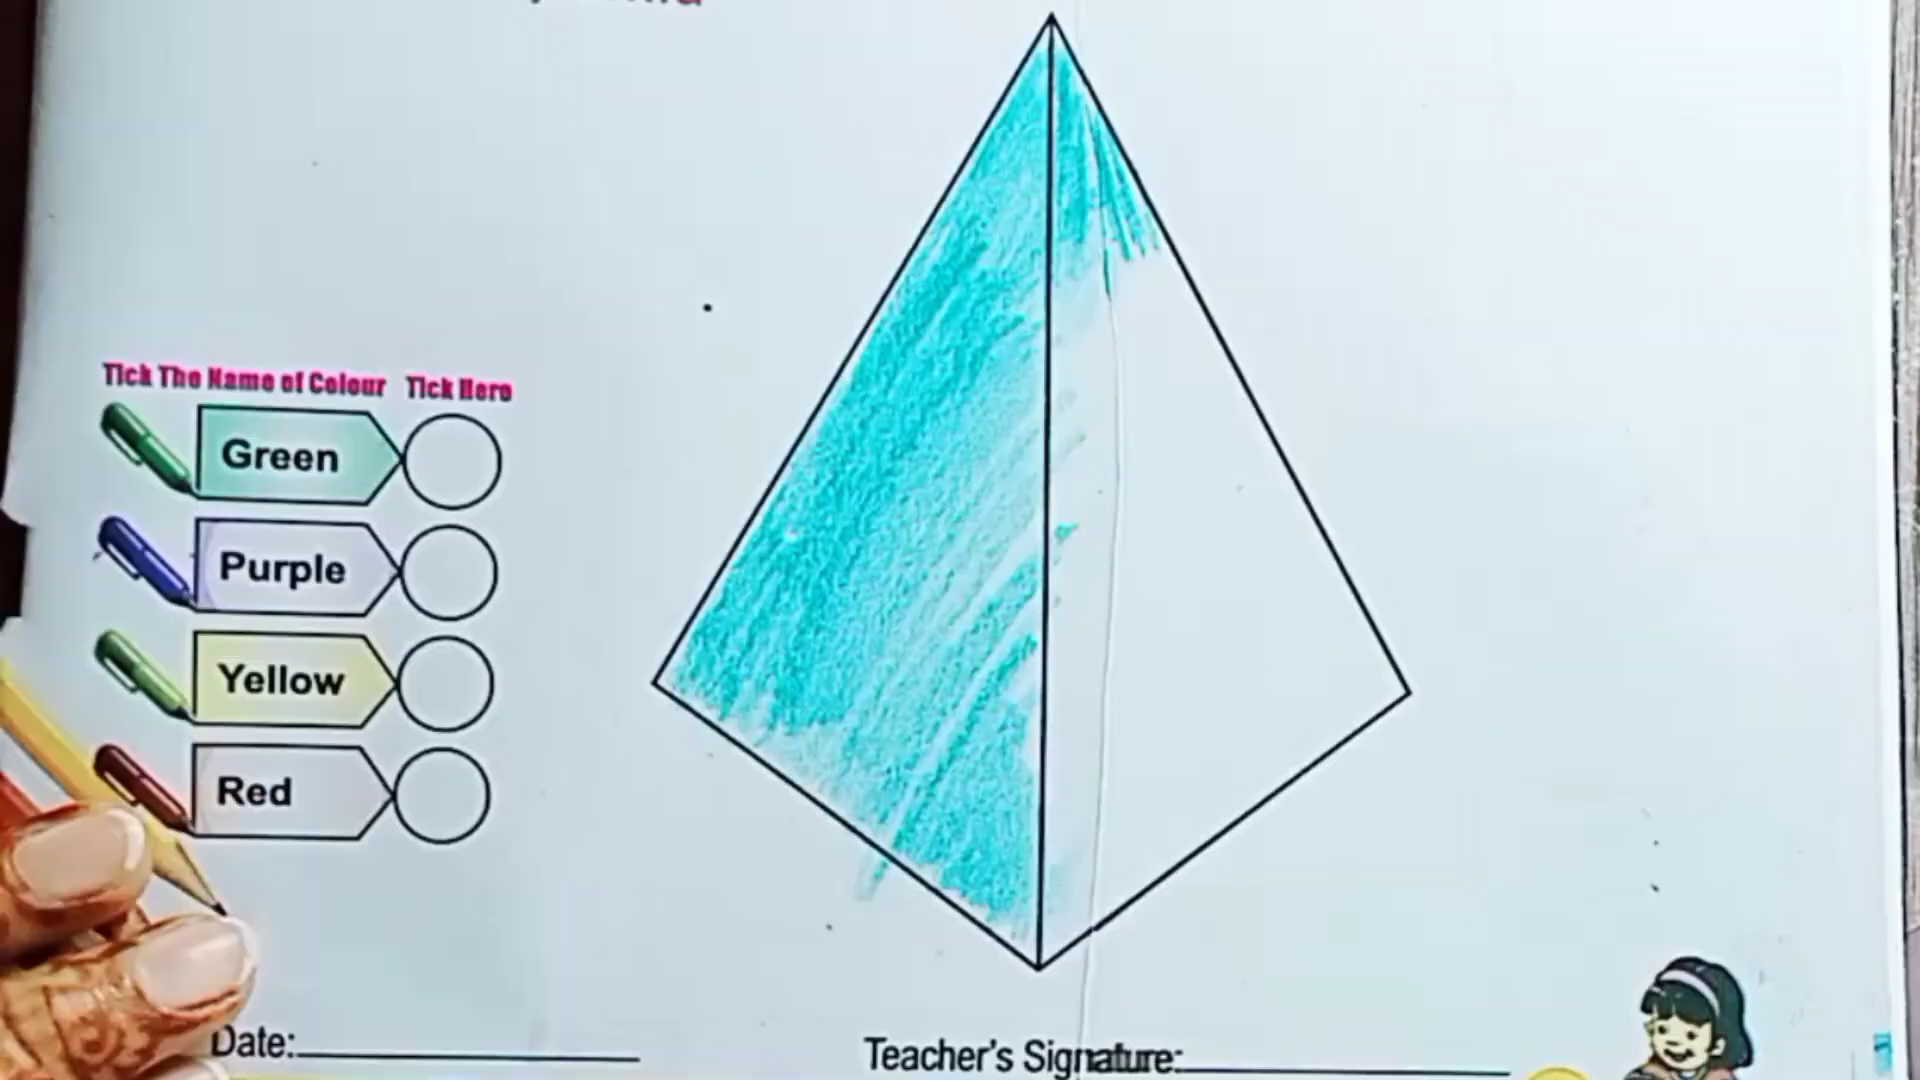 Tick The Name of Colour Tick Here
Green
Purple
Yellow
Red
Date:
Teacher's Signature: